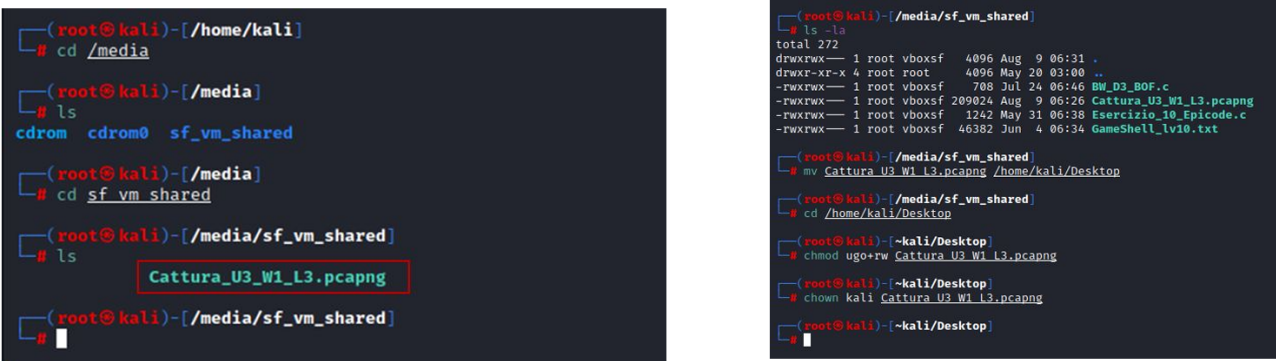 ┌──(root㉿kali)-[/home/kali]
└─# cd /media
┌──(root㉿kali)-[/media]
└─# ls
cdrom cdrom0 sf_vm_shared
┌──(root㉿kali)-[/media]
└─# cd sf_vm_shared
┌──(root㉿kali)-[/media/sf_vm_shared]
└─# ls
Cattura_U3_W1_L3.pcapng
┌──(root㉿kali)-[/media/sf_vm_shared]
└─#
┌──(root㉿kali)-[/media/sf_vm_shared]
└─# ls -la
total 272
drwxrwx--- 1 root vboxsf 4096 Aug 9 06:31 .
drwxr-xr-x 4 root root 4096 May 20 03:00 ..
-rwxrwx--- 1 root vboxsf 708 Jul 24 06:46 BW_D3_BOF.c
-rwxrwx--- 1 root vboxsf 209024 Aug 9 06:26 Cattura_U3_W1_L3.pcapng
-rwxrwx--- 1 root vboxsf 1242 May 31 06:38 Esercizio_10_Epicode.c
-rwxrwx--- 1 root vboxsf 46382 Jun 4 06:34 GameShell_lv10.txt
┌──(root㉿kali)-[/media/sf_vm_shared]
└─# mv Cattura_U3_W1_L3.pcapng /home/kali/Desktop
┌──(root㉿kali)-[/media/sf_vm_shared]
└─# cd /home/kali/Desktop
┌──(root㉿kali)-[~kali/Desktop]
└─# chmod ugo+rw Cattura_U3_W1_L3.pcapng
┌──(root㉿kali)-[~kali/Desktop]
└─# chown kali Cattura_U3_W1_L3.pcapng
┌──(root㉿kali)-[~kali/Desktop]
└─#